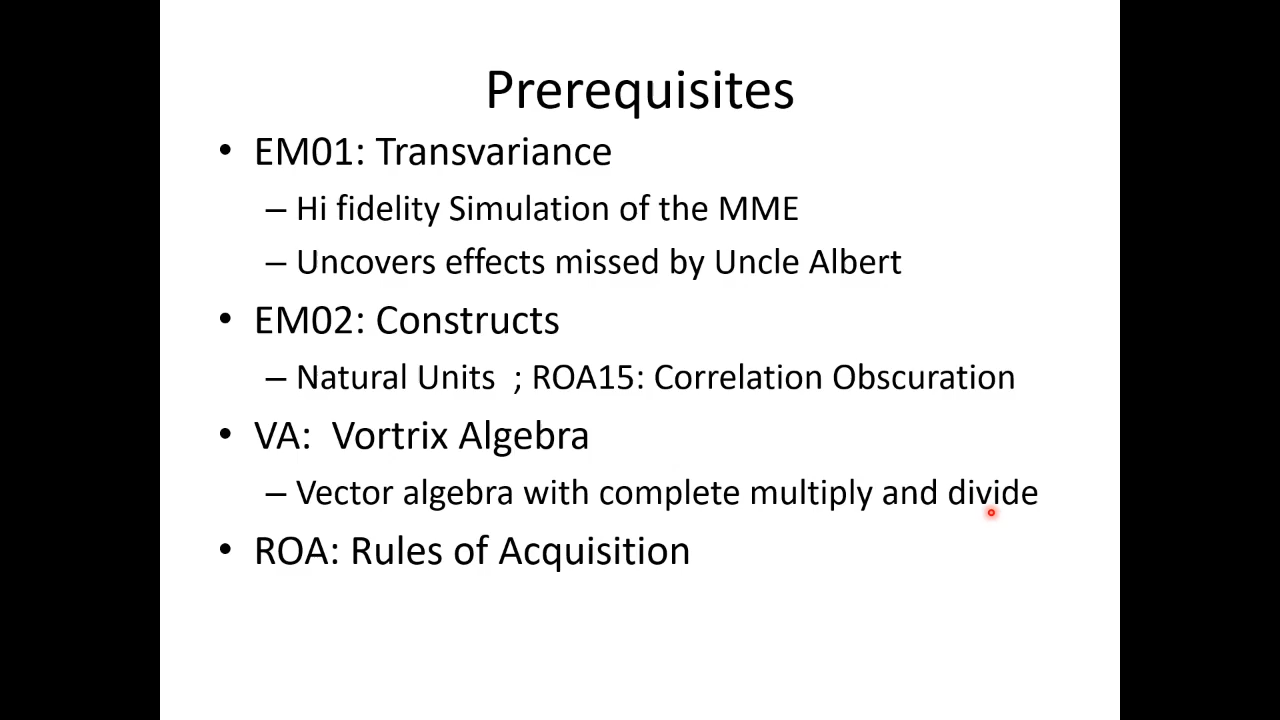 Prerequisites
• EM01: Transvariance
– Hi fidelity Simulation of the MME
– Uncovers effects missed by Uncle Albert
• EM02: Constructs
– Natural Units ; ROA15: Correlation Obscuration
• VA: Vortrix Algebra
– Vector algebra with complete multiply and divide
• ROA: Rules of Acquisition